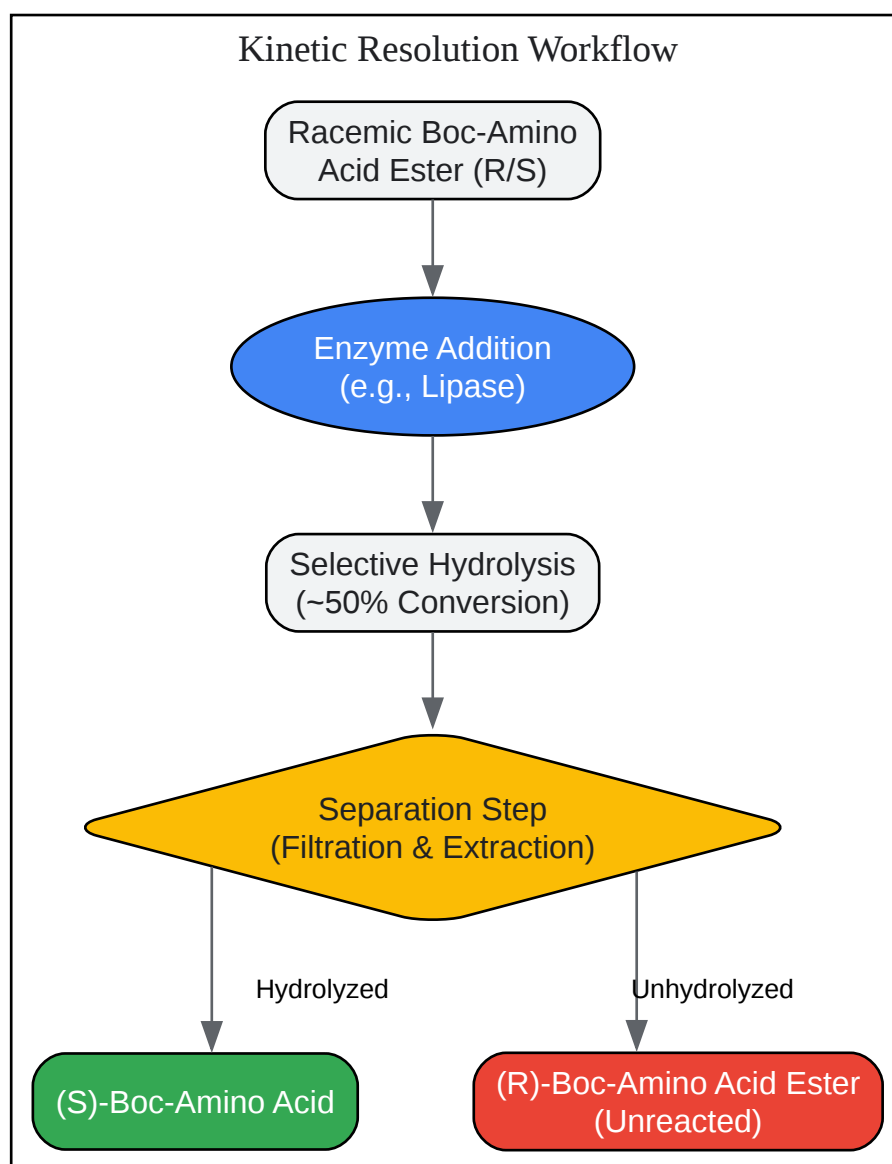 Kinetic Resolution Workflow
Racemic Boc-Amino
Acid Ester (R/S)
Enzyme Addition
(e.g., Lipase)
Selective Hydrolysis
(~50% Conversion)
Separation Step
(Filtration & Extraction)
Hydrolyzed
Unhydrolyzed
(S)-Boc-Amino Acid
(R)-Boc-Amino Acid Ester
(Unreacted)